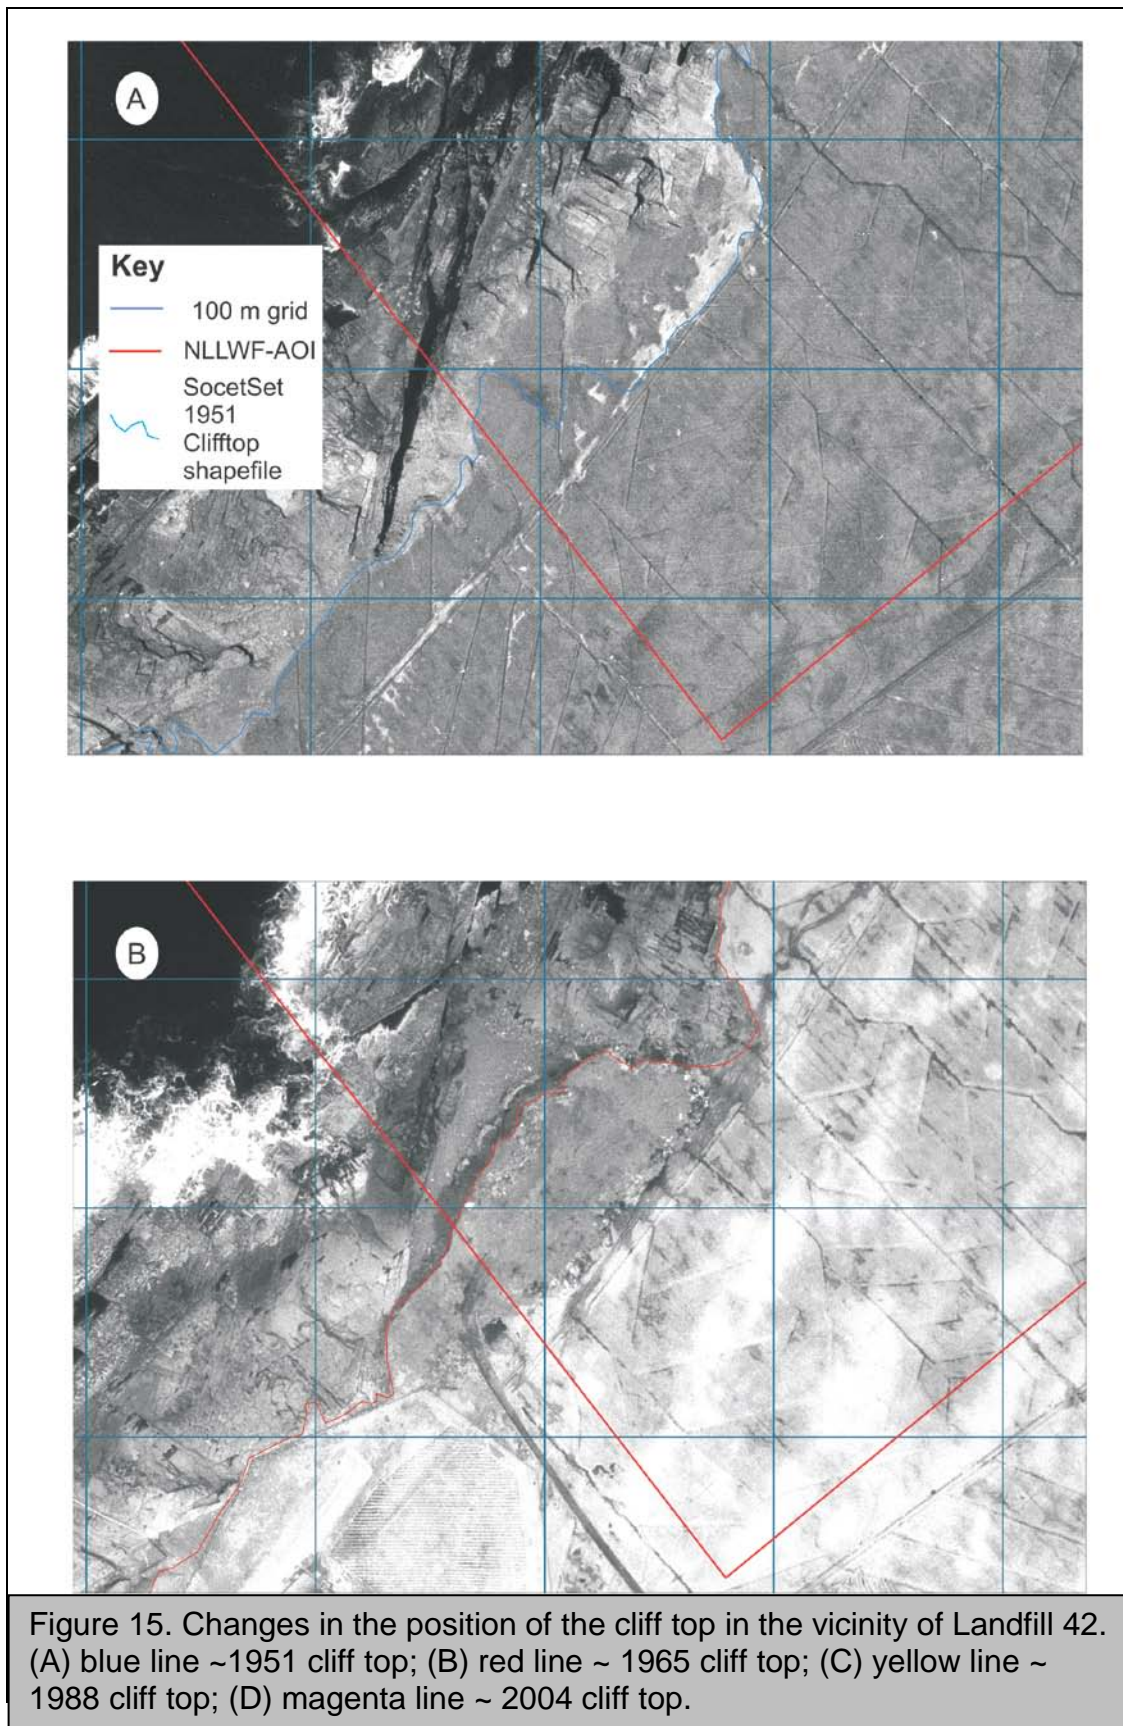 A
Key
100 m grid
NLLWF-AOI
SocetSet
1951
Clifftop
shapefile
B
Figure 15. Changes in the position of the cliff top in the vicinity of Landfill 42.
(A) blue line ~1951 cliff top; (B) red line ~ 1965 cliff top; (C) yellow line ~
1988 cliff top; (D) magenta line ~ 2004 cliff top.